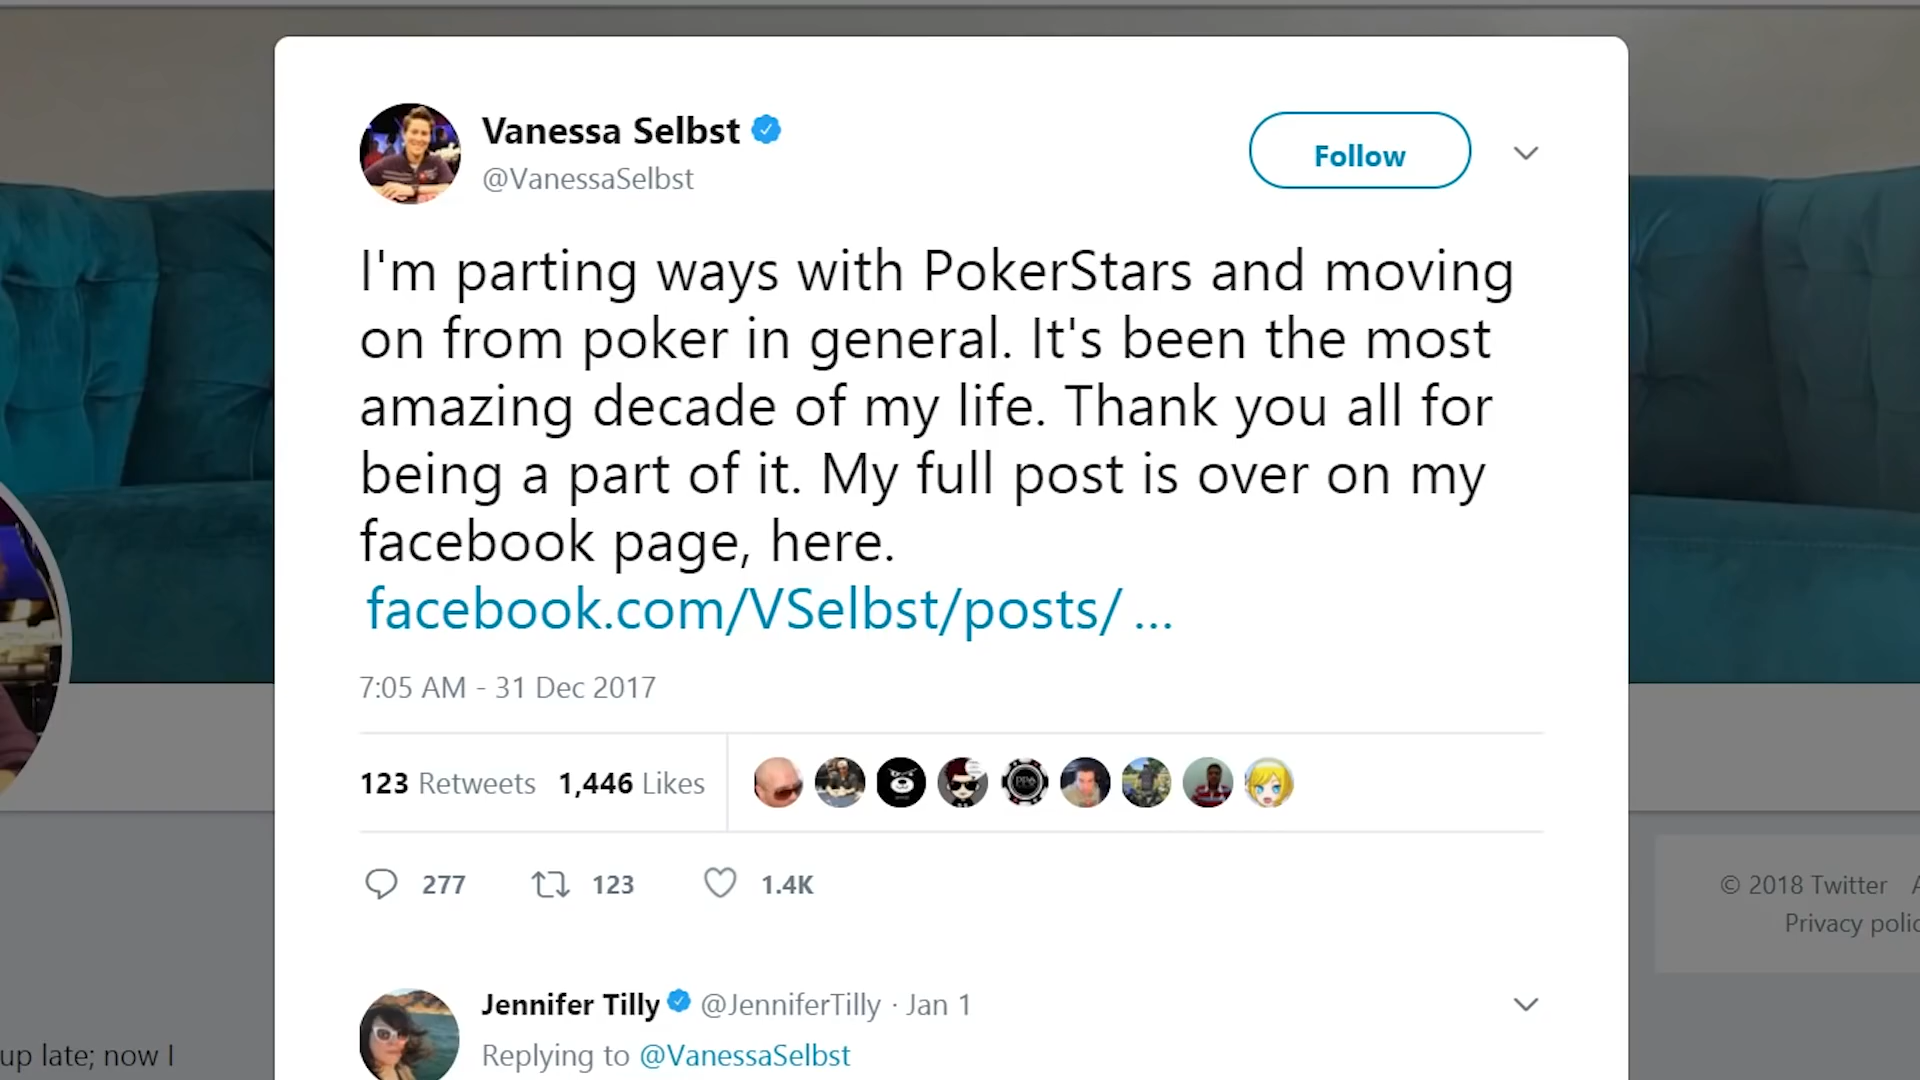 Vanessa Selbst
@VanessaSelbst
Follow
I'm parting ways with PokerStars and moving
on from poker in general. It's been the most
amazing decade of my life. Thank you all for
being a part of it. My full post is over on my
facebook page, here.
facebook.com/VSelbst/posts/ …
7:05 AM - 31 Dec 2017
123 Retweets 1,446 Likes
277 123 1.4K
© 2018 Twitter
Privacy
Jennifer Tilly @JenniferTilly · Jan 1
Replying to @VanessaSelbst
up late; now I